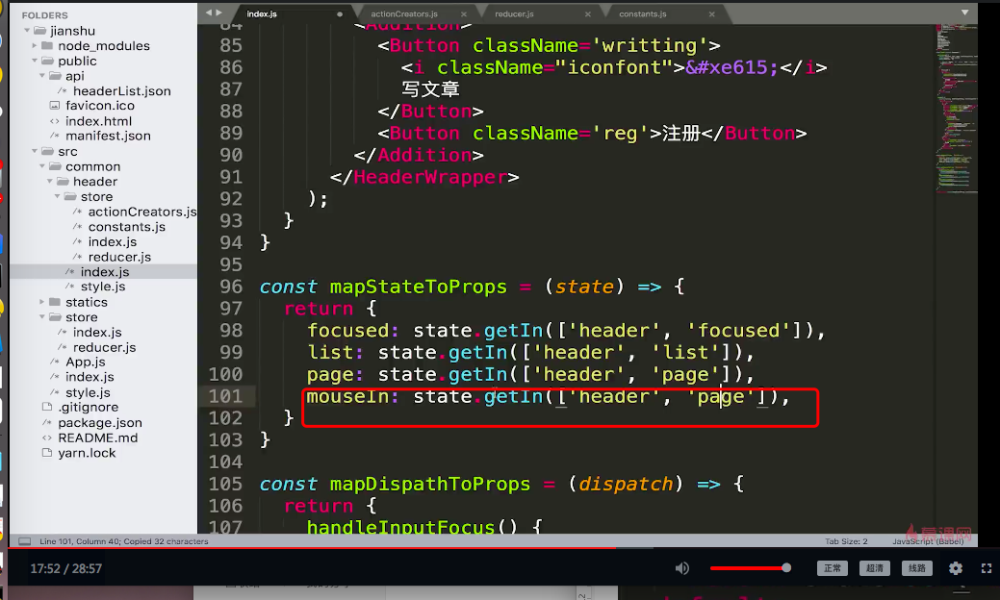 FOLDERS
jianshu
node_modules
public
api
headerList.json
favicon.ico
index.html
manifest.json
src
common
header
store
actionCreators.js
constants.js
index.js
reducer.js
index.js
style.js
statics
store
index.js
reducer.js
App.js
index.js
style.js
.gitignore
package.json
README.md
yarn.lock
index.js actionCreators.js reducer.js constants.js
84 <Addition>
85 <Button className='writting'>
86 <i className="iconfont">&#xe615;</i>
87 写文章
88 </Button>
89 <Button className='reg'>注册</Button>
90 </Addition>
91 </HeaderWrapper>
92 );
93 }
94 }
95
96 const mapStateToProps = (state) => {
97 return {
98 focused: state.getIn(['header', 'focused']),
99 list: state.getIn(['header', 'list']),
100 page: state.getIn(['header', 'page']),
101 mouseIn: state.getIn(['header', 'page']),
102 }
103 }
104
105 const mapDispathToProps = (dispatch) => {
106 return {
107 handleInputFocus() {
Line 101, Column 40; Copied 32 characters Tab Size: 2 JavaScript (Babel)
慕课网
17:52 / 28:57 正常 超清 线路